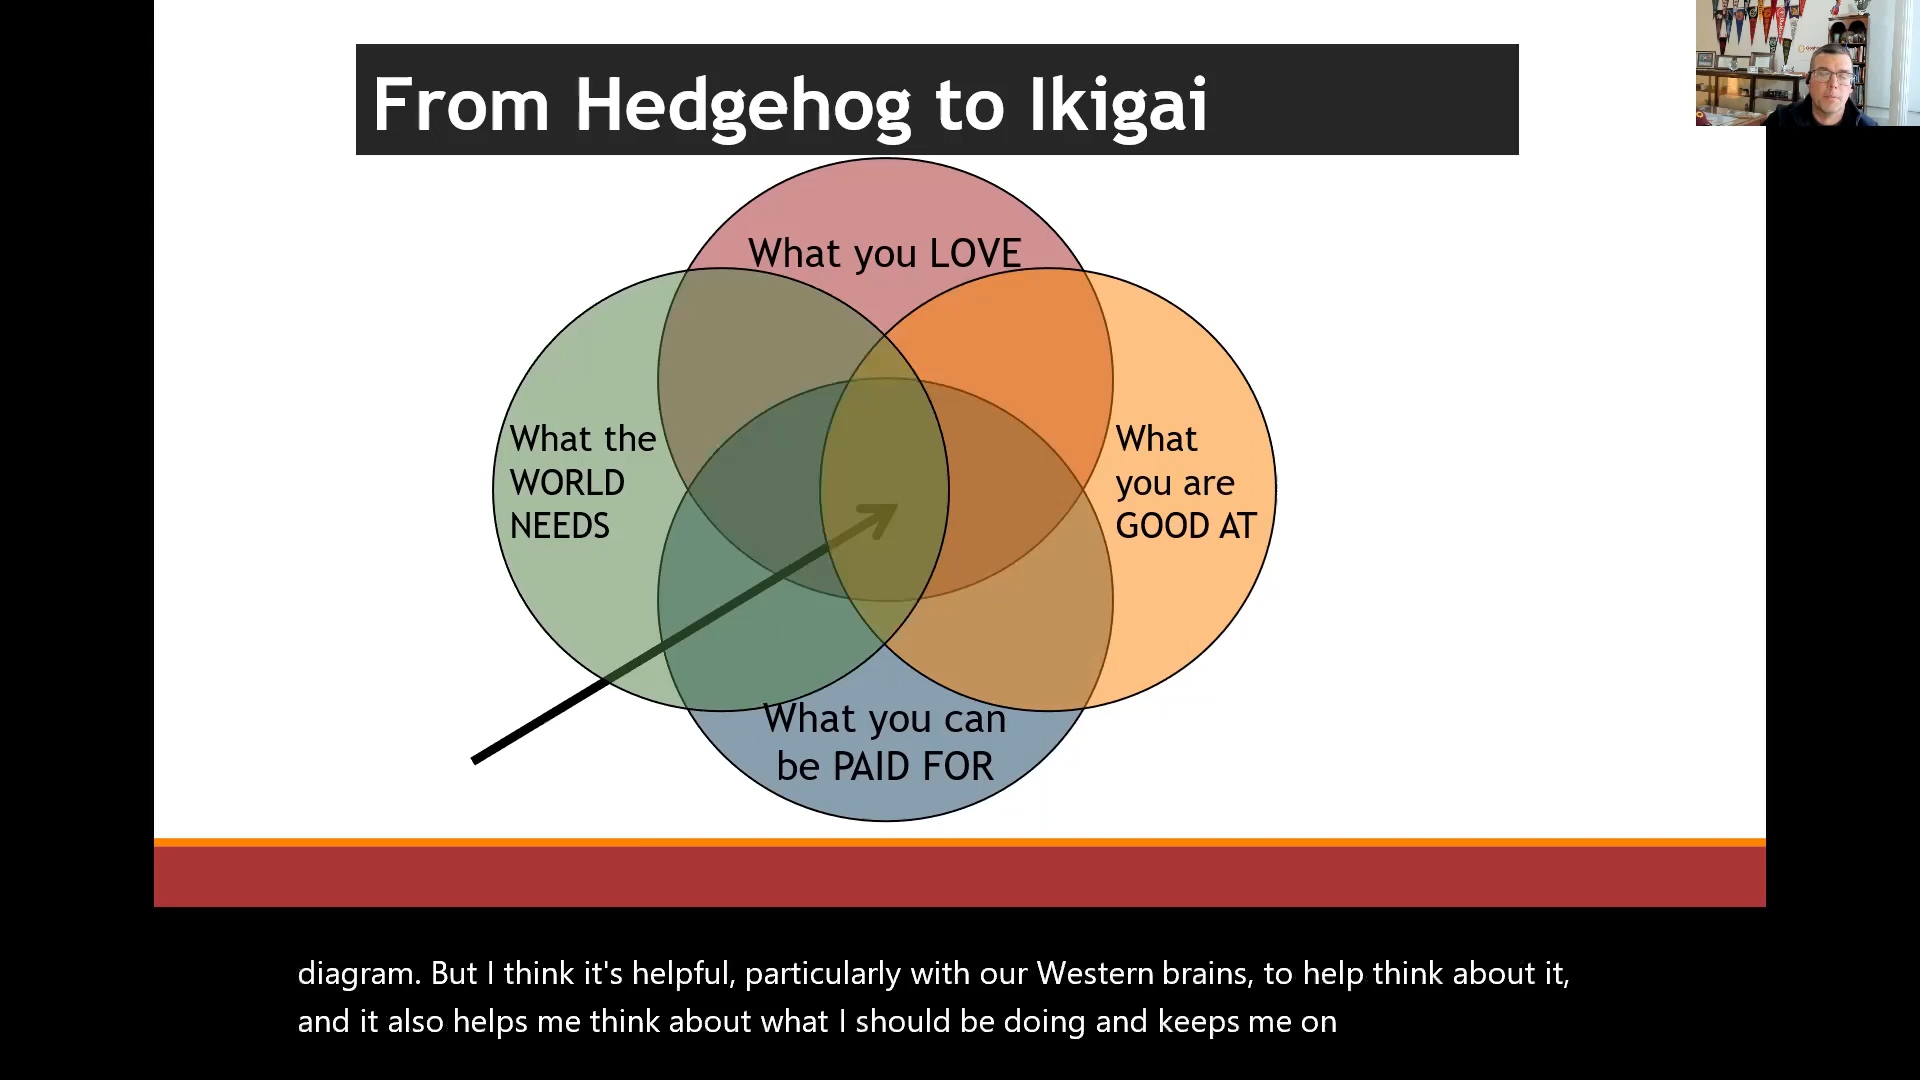 From Hedgehog to Ikigai
What you LOVE
What the
WORLD
NEEDS
What
you are
GOOD AT
What you can
be PAID FOR
diagram. But I think it's helpful, particularly with our Western brains, to help think about it,
and it also helps me think about what I should be doing and keeps me on